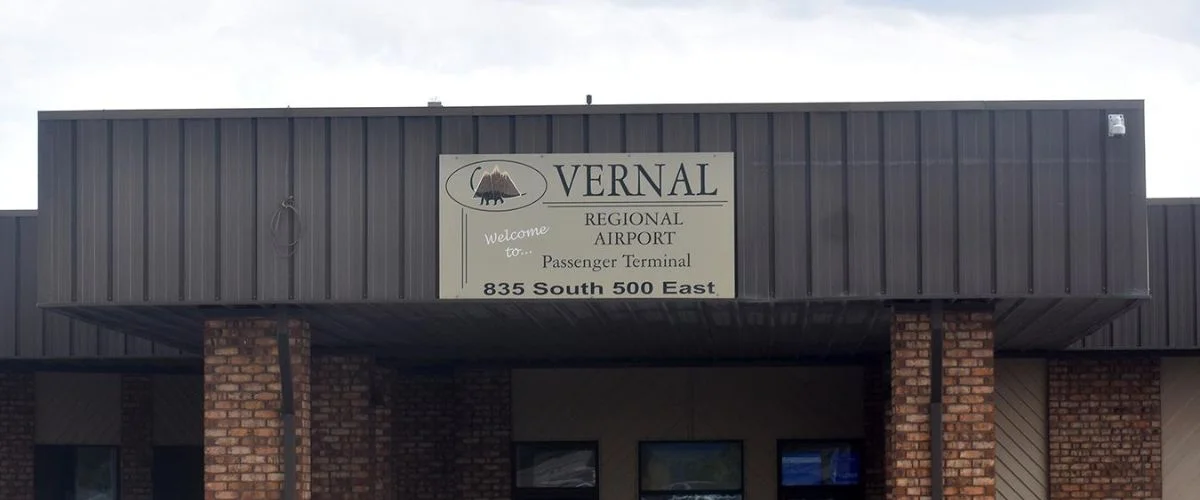 VERNAL
REGIONAL
AIRPORT
Welcome
to...
Passenger Terminal
835 South 500 East